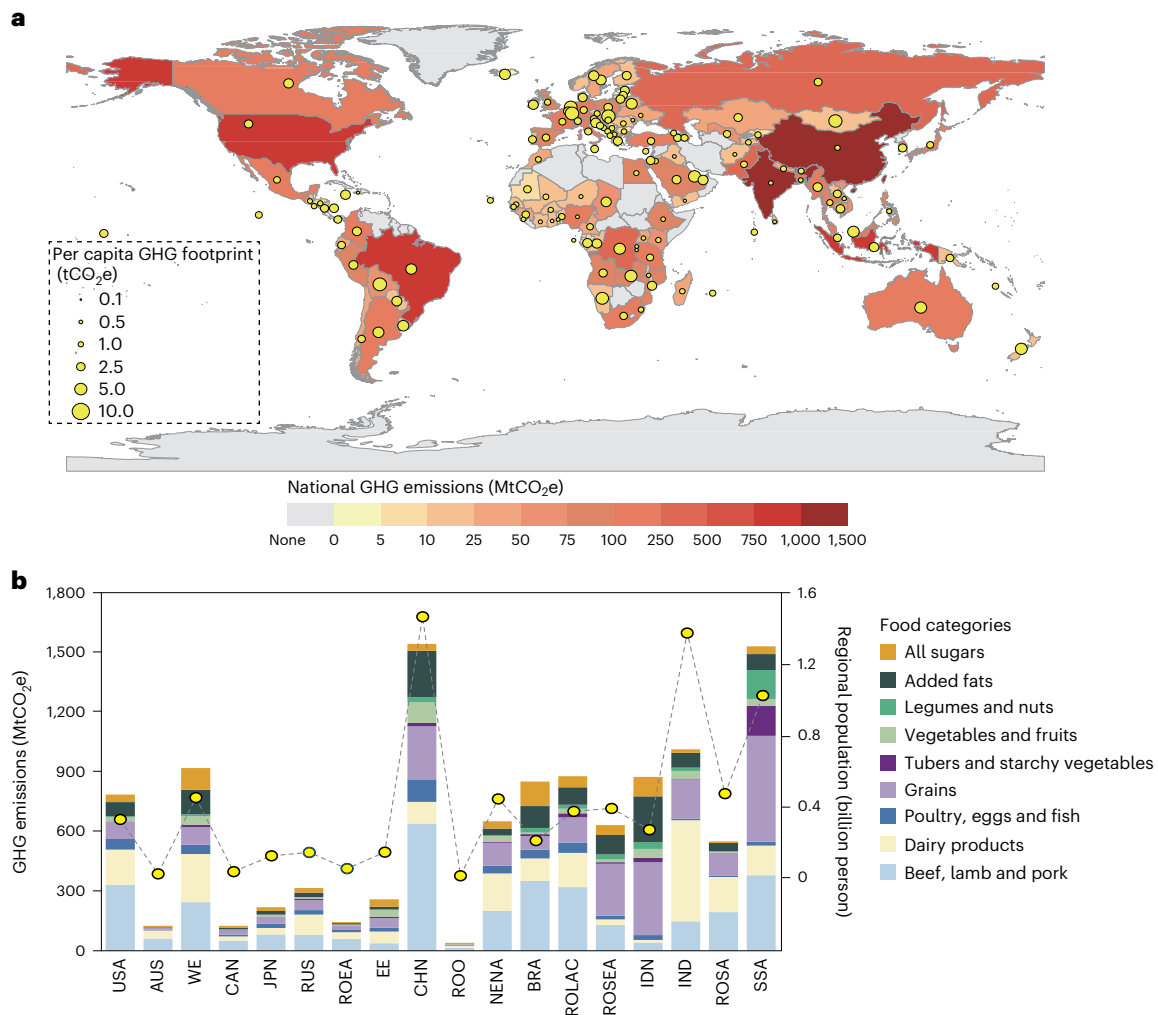 a
Per capita GHG footprint
(tCO₂e)
0.1
0.5
1.0
2.5
5.0
10.0
National GHG emissions (MtCO₂e)
None 0 5 10 25 50 75 100 250 500 750 1,000 1,500
b
GHG emissions (MtCO₂e)
1,800
1,500
1,200
900
600
300
0
1.6
1.2
0.8
0.4
0
Regional population (billion person)
USA AUS WE CAN JPN RUS ROEA EE CHN ROO NENA BRA ROLAC ROSEA IDN IND ROSA SSA
Food categories
All sugars
Added fats
Legumes and nuts
Vegetables and fruits
Tubers and starchy vegetables
Grains
Poultry, eggs and fish
Dairy products
Beef, lamb and pork